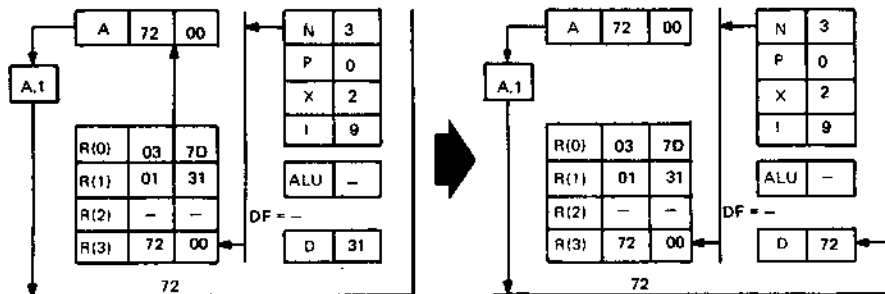 A 72 00
N 3
P 0
X 2
I 9
A.1
R(0) 03 7D
R(1) 01 31
R(2) – –
R(3) 72 00
ALU –
DF = –
D 31
72
A 72 00
N 3
P 0
X 2
I 9
A.1
R(0) 03 7D
R(1) 01 31
R(2) – –
R(3) 72 00
ALU –
DF = –
D 72
72